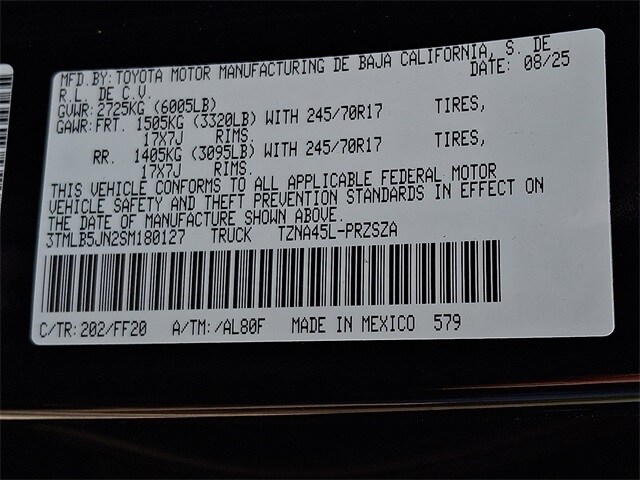 MFD.BY:TOYOTA MOTOR MANUFACTURING DE BAJA CALIFORNIA, S. DE
R.L. DE C.V. DATE: 08/25
GVWR:2725KG (6005LB)
GAWR:FRT. 1505KG (3320LB) WITH 245/70R17 TIRES,
17X7J RIMS.
RR. 1405KG (3095LB) WITH 245/70R17 TIRES,
17X7J RIMS.
THIS VEHICLE CONFORMS TO ALL APPLICABLE FEDERAL MOTOR
VEHICLE SAFETY AND THEFT PREVENTION STANDARDS IN EFFECT ON
THE DATE OF MANUFACTURE SHOWN ABOVE.
3TMLB5JN2SM180127 TRUCK TZNA45L-PRZSZA
C/TR:202/FF20 A/TM:/AL80F MADE IN MEXICO 579